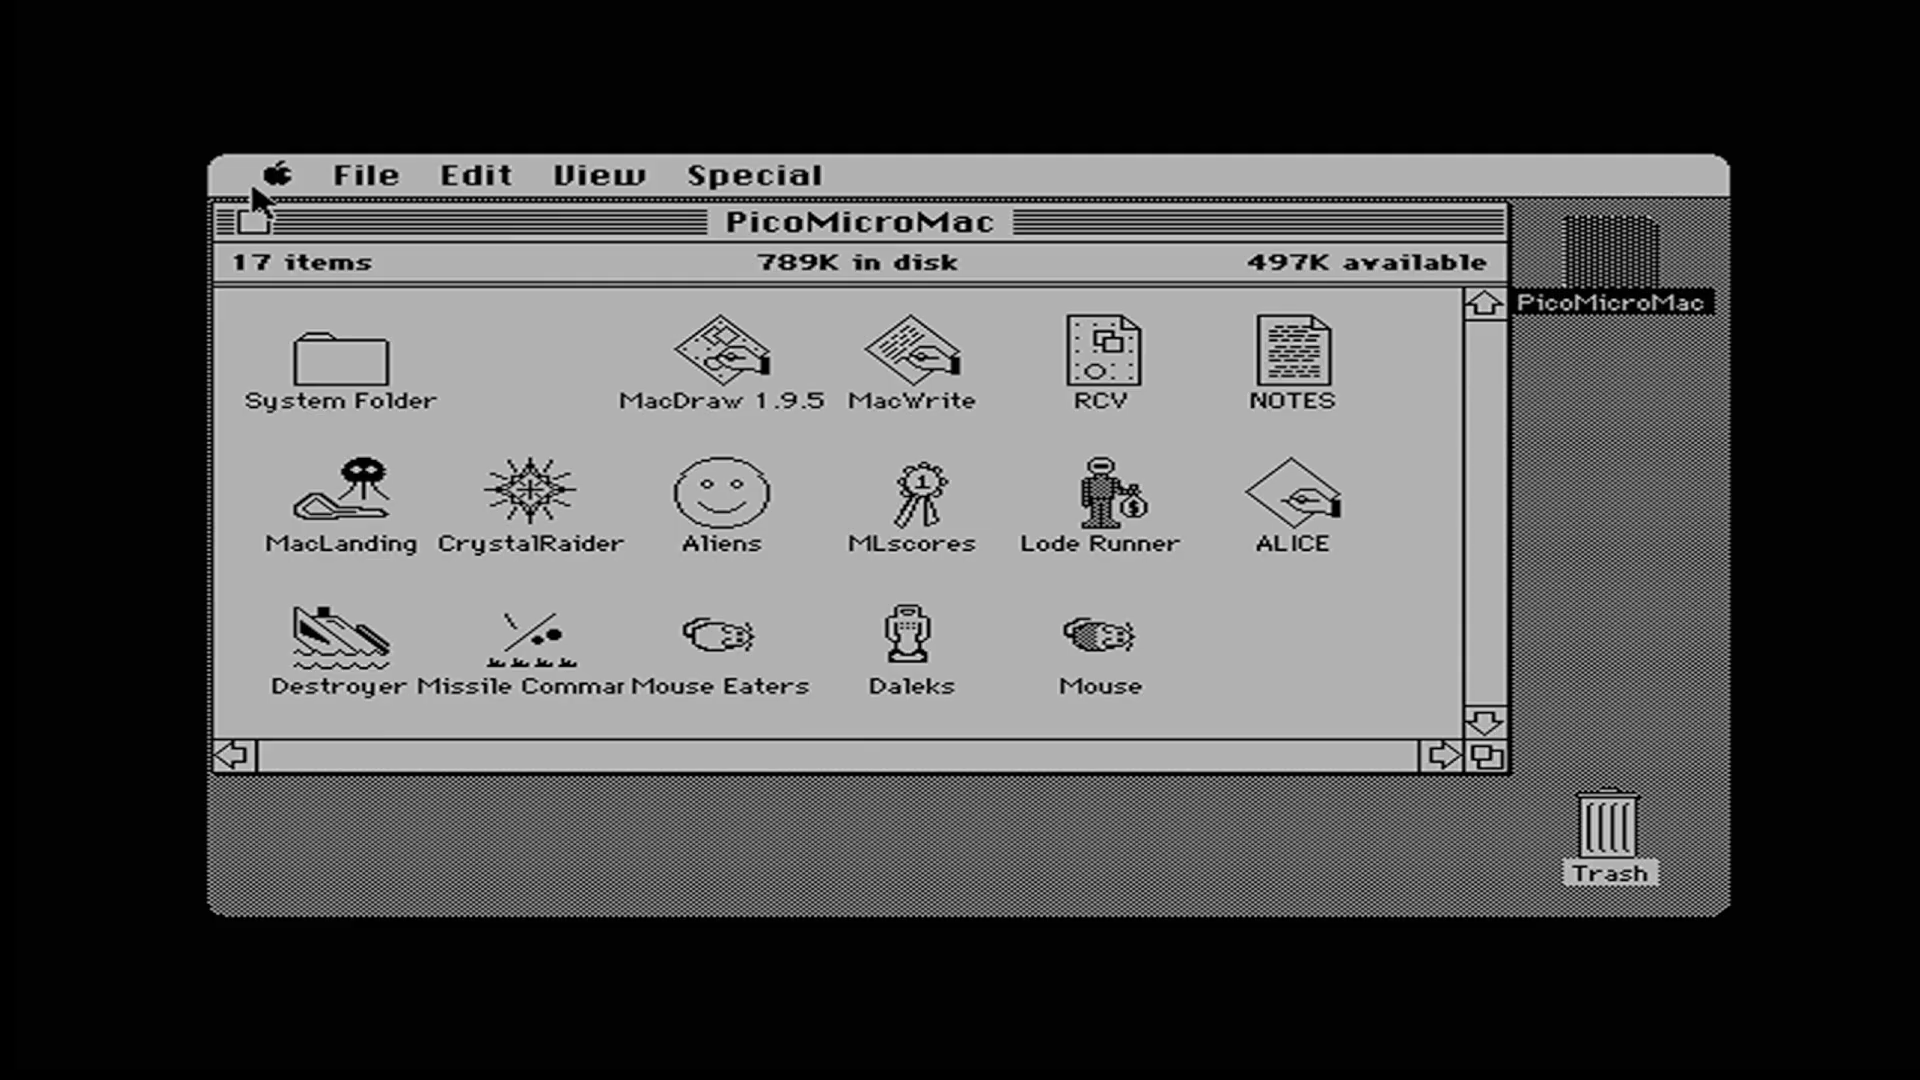 File Edit View Special
PicoMicroMac
17 items 789K in disk 497K available
PicoMicroMac
System Folder MacDraw 1.9.5 MacWrite RCV NOTES
1
$
MacLanding CrystalRaider Aliens MLscores Lode Runner ALICE
Destroyer Missile Commar Mouse Eaters Daleks Mouse
Trash